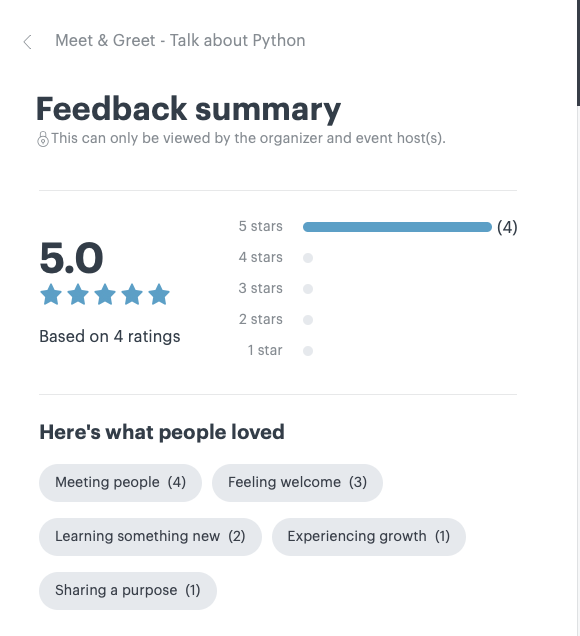 Meet & Greet - Talk about Python
Feedback summary
This can only be viewed by the organizer and event host(s).
5.0
Based on 4 ratings
5 stars (4)
4 stars
3 stars
2 stars
1 star
Here's what people loved
Meeting people (4) Feeling welcome (3)
Learning something new (2) Experiencing growth (1)
Sharing a purpose (1)